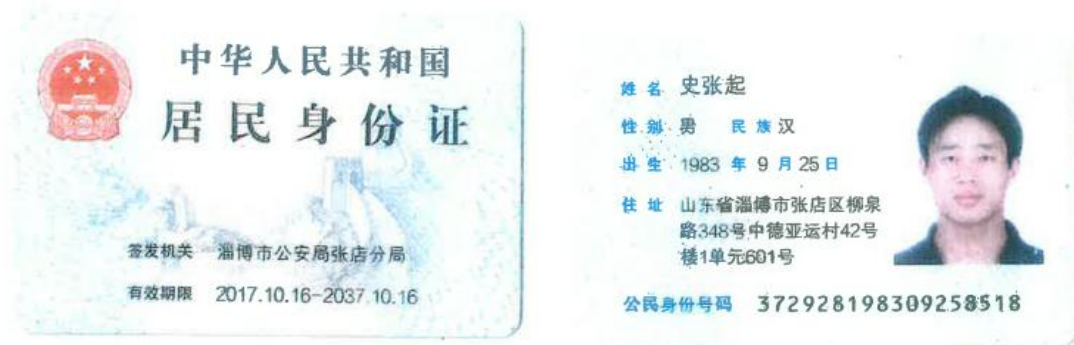 中华人民共和国
居民身份证
签发机关 淄博市公安局张店分局
有效期限 2017.10.16-2037.10.16
姓名 史张起
性别 男 民族 汉
出生 1983 年 9 月 25 日
住址 山东省淄博市张店区柳泉
路348号中德亚运村42号
楼1单元601号
公民身份号码 372928198309258518